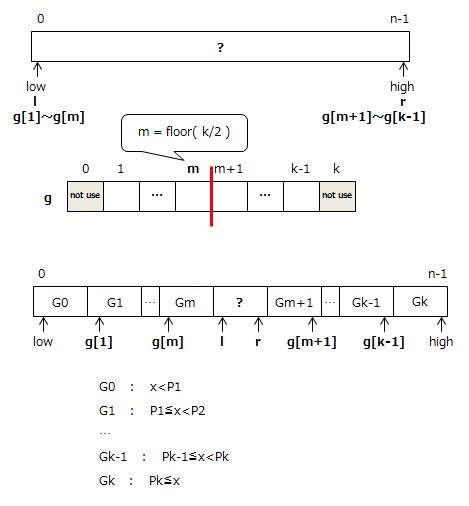 0 n-1
?
low high
l r
g[1]~g[m] g[m+1]~g[k-1]
m = floor( k/2 )
0 1 m m+1 k-1 k
g not use ... ... not use
0 n-1
G0 G1 ... Gm ? Gm+1 ... Gk-1 Gk
low g[1] g[m] l r g[m+1] g[k-1] high
G0 : x<P1
G1 : P1≦x<P2
...
Gk-1 : Pk-1≦x<Pk
Gk : Pk≦x